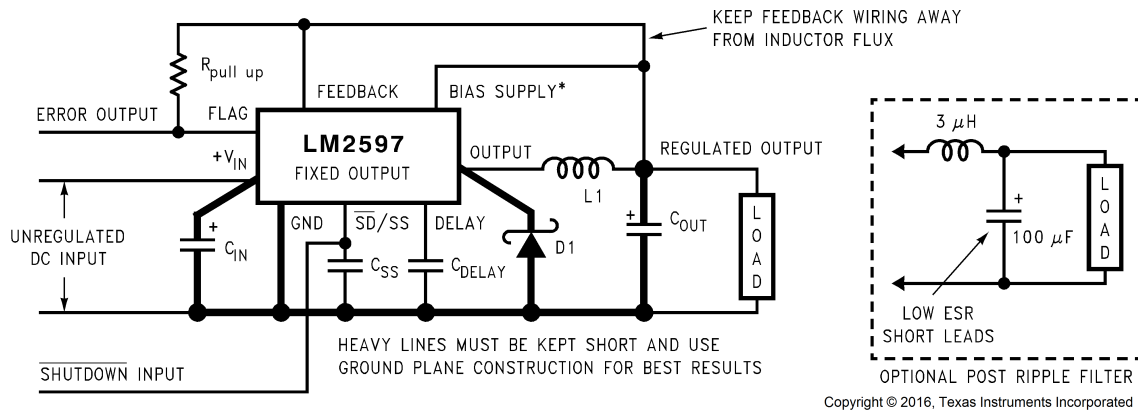 KEEP FEEDBACK WIRING AWAY
FROM INDUCTOR FLUX
Rpull up
FEEDBACK
BIAS SUPPLY*
ERROR OUTPUT
FLAG
LM2597
FIXED OUTPUT
+VIN
OUTPUT
REGULATED OUTPUT
L1
UNREGULATED
DC INPUT
+
CIN
GND
SD/SS
DELAY
CSS
CDELAY
D1
+
COUT
LOAD
HEAVY LINES MUST BE KEPT SHORT AND USE
GROUND PLANE CONSTRUCTION FOR BEST RESULTS
SHUTDOWN INPUT
3 μH
+
100 μF
LOAD
LOW ESR
SHORT LEADS
OPTIONAL POST RIPPLE FILTER
Copyright © 2016, Texas Instruments Incorporated